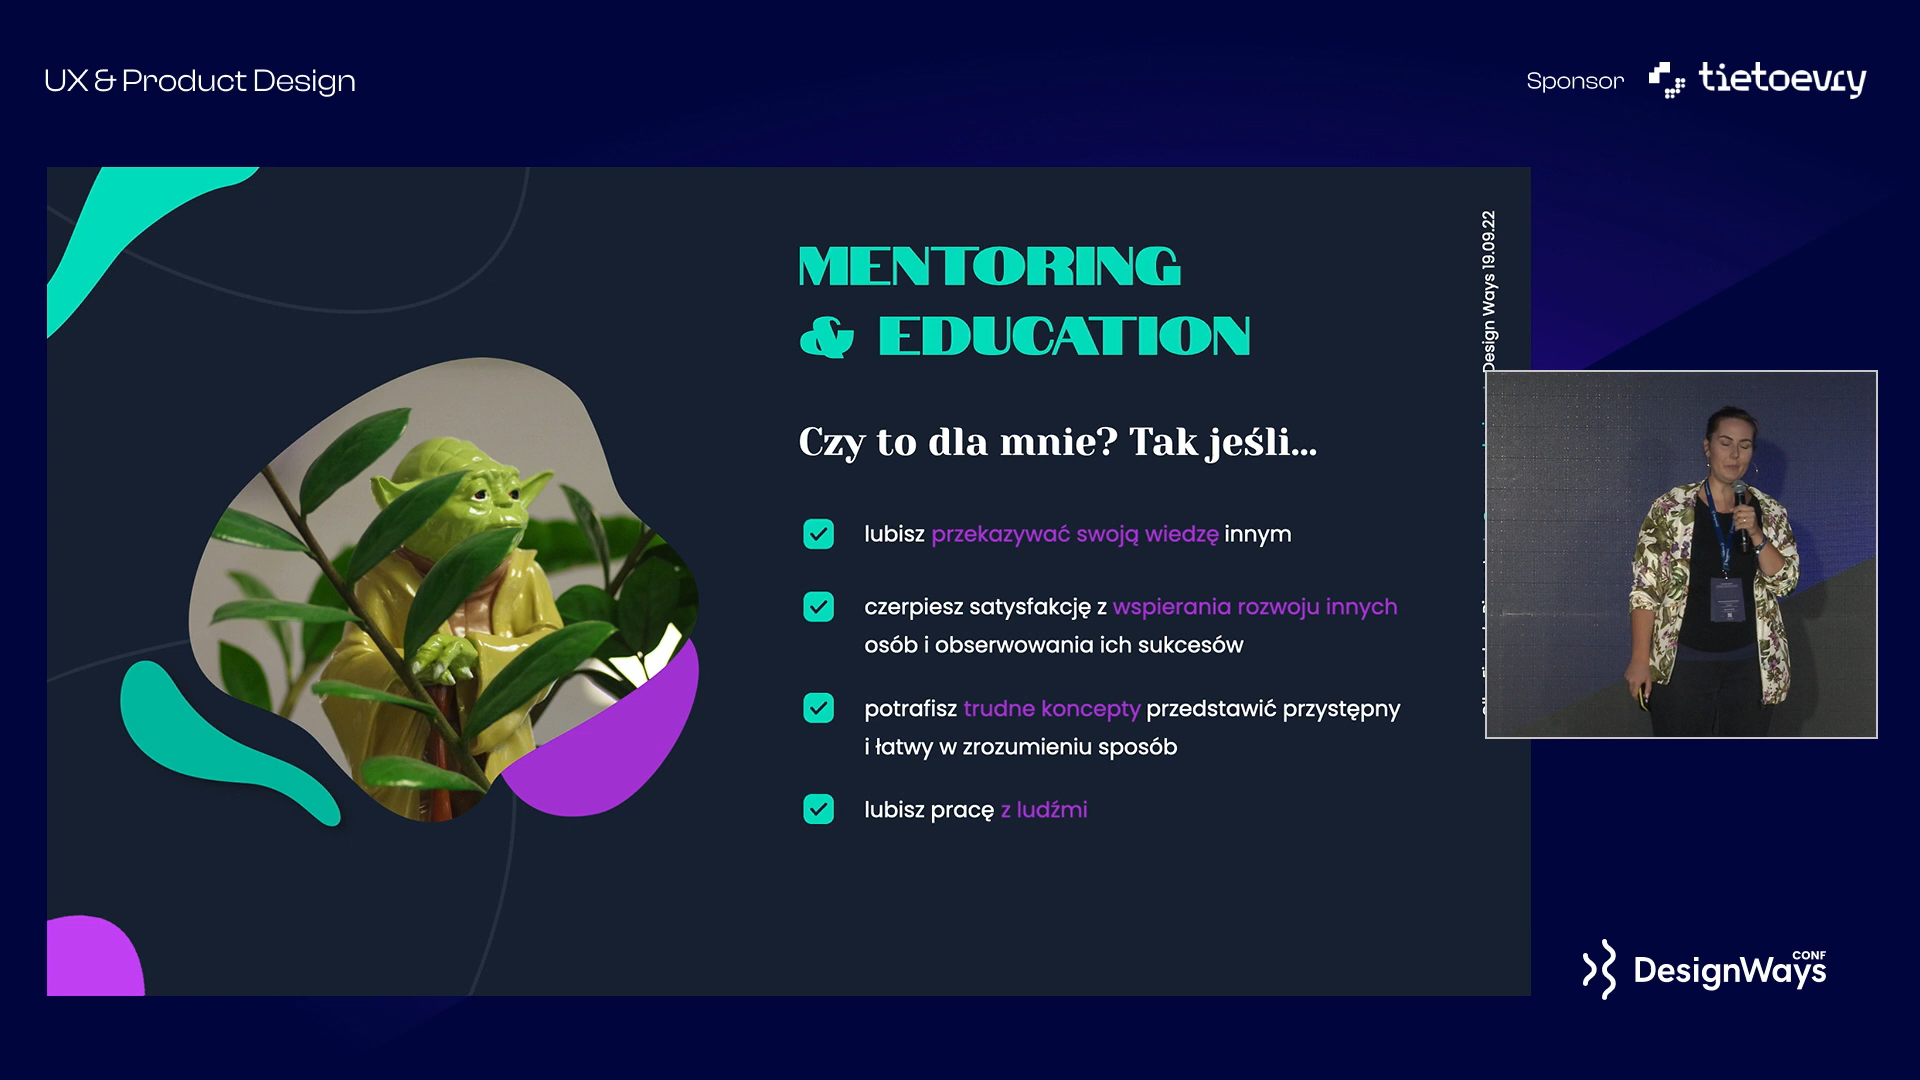 UX & Product Design
Sponsor tietoevry
MENTORING
& EDUCATION
Czy to dla mnie? Tak jeśli...
lubisz przekazywać swoją wiedzę innym
czerpiesz satysfakcję z wspierania rozwoju innych
osób i obserwowania ich sukcesów
potrafisz trudne koncepty przedstawić przystępny
i łatwy w zrozumieniu sposób
lubisz pracę z ludźmi
Design Ways 19.09.22
DesignWays CONF